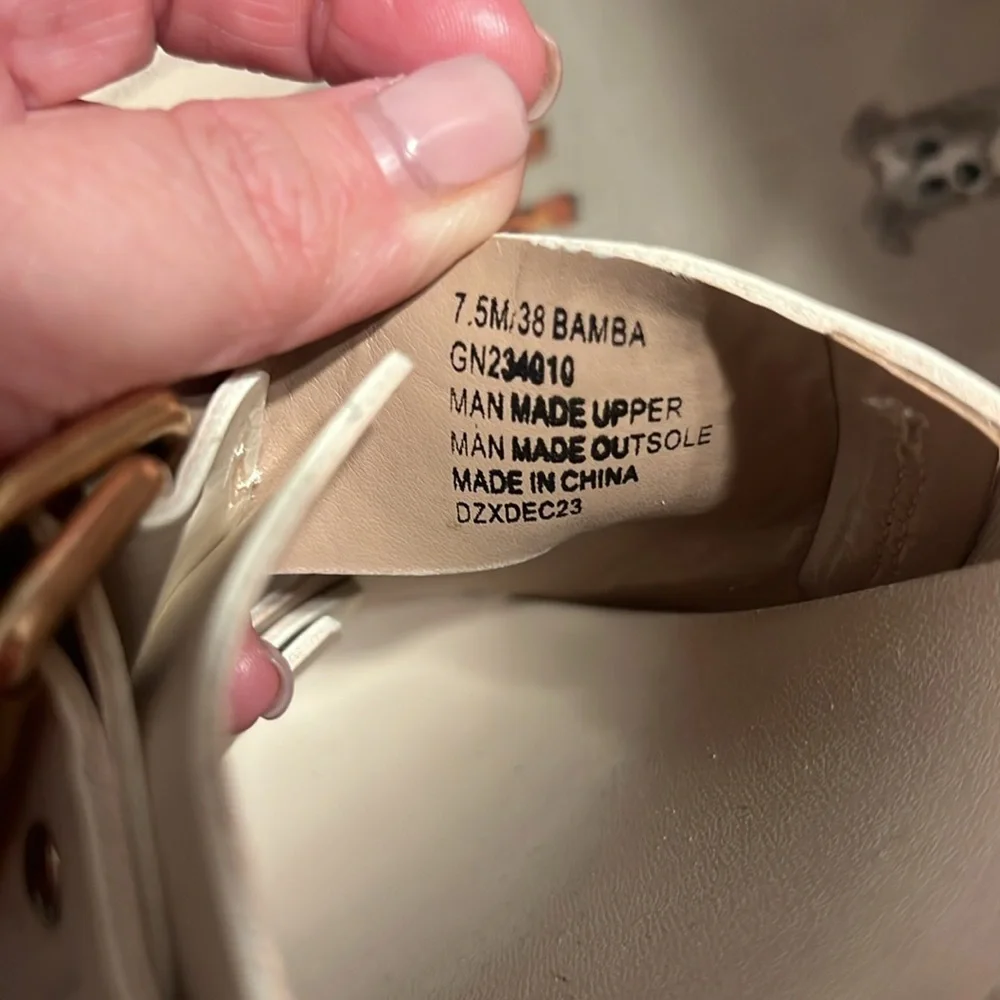 7.5M/38 BAMBA
GN234010
MAN MADE UPPER
MAN MADE OUTSOLE
MADE IN CHINA
DZXDEC23